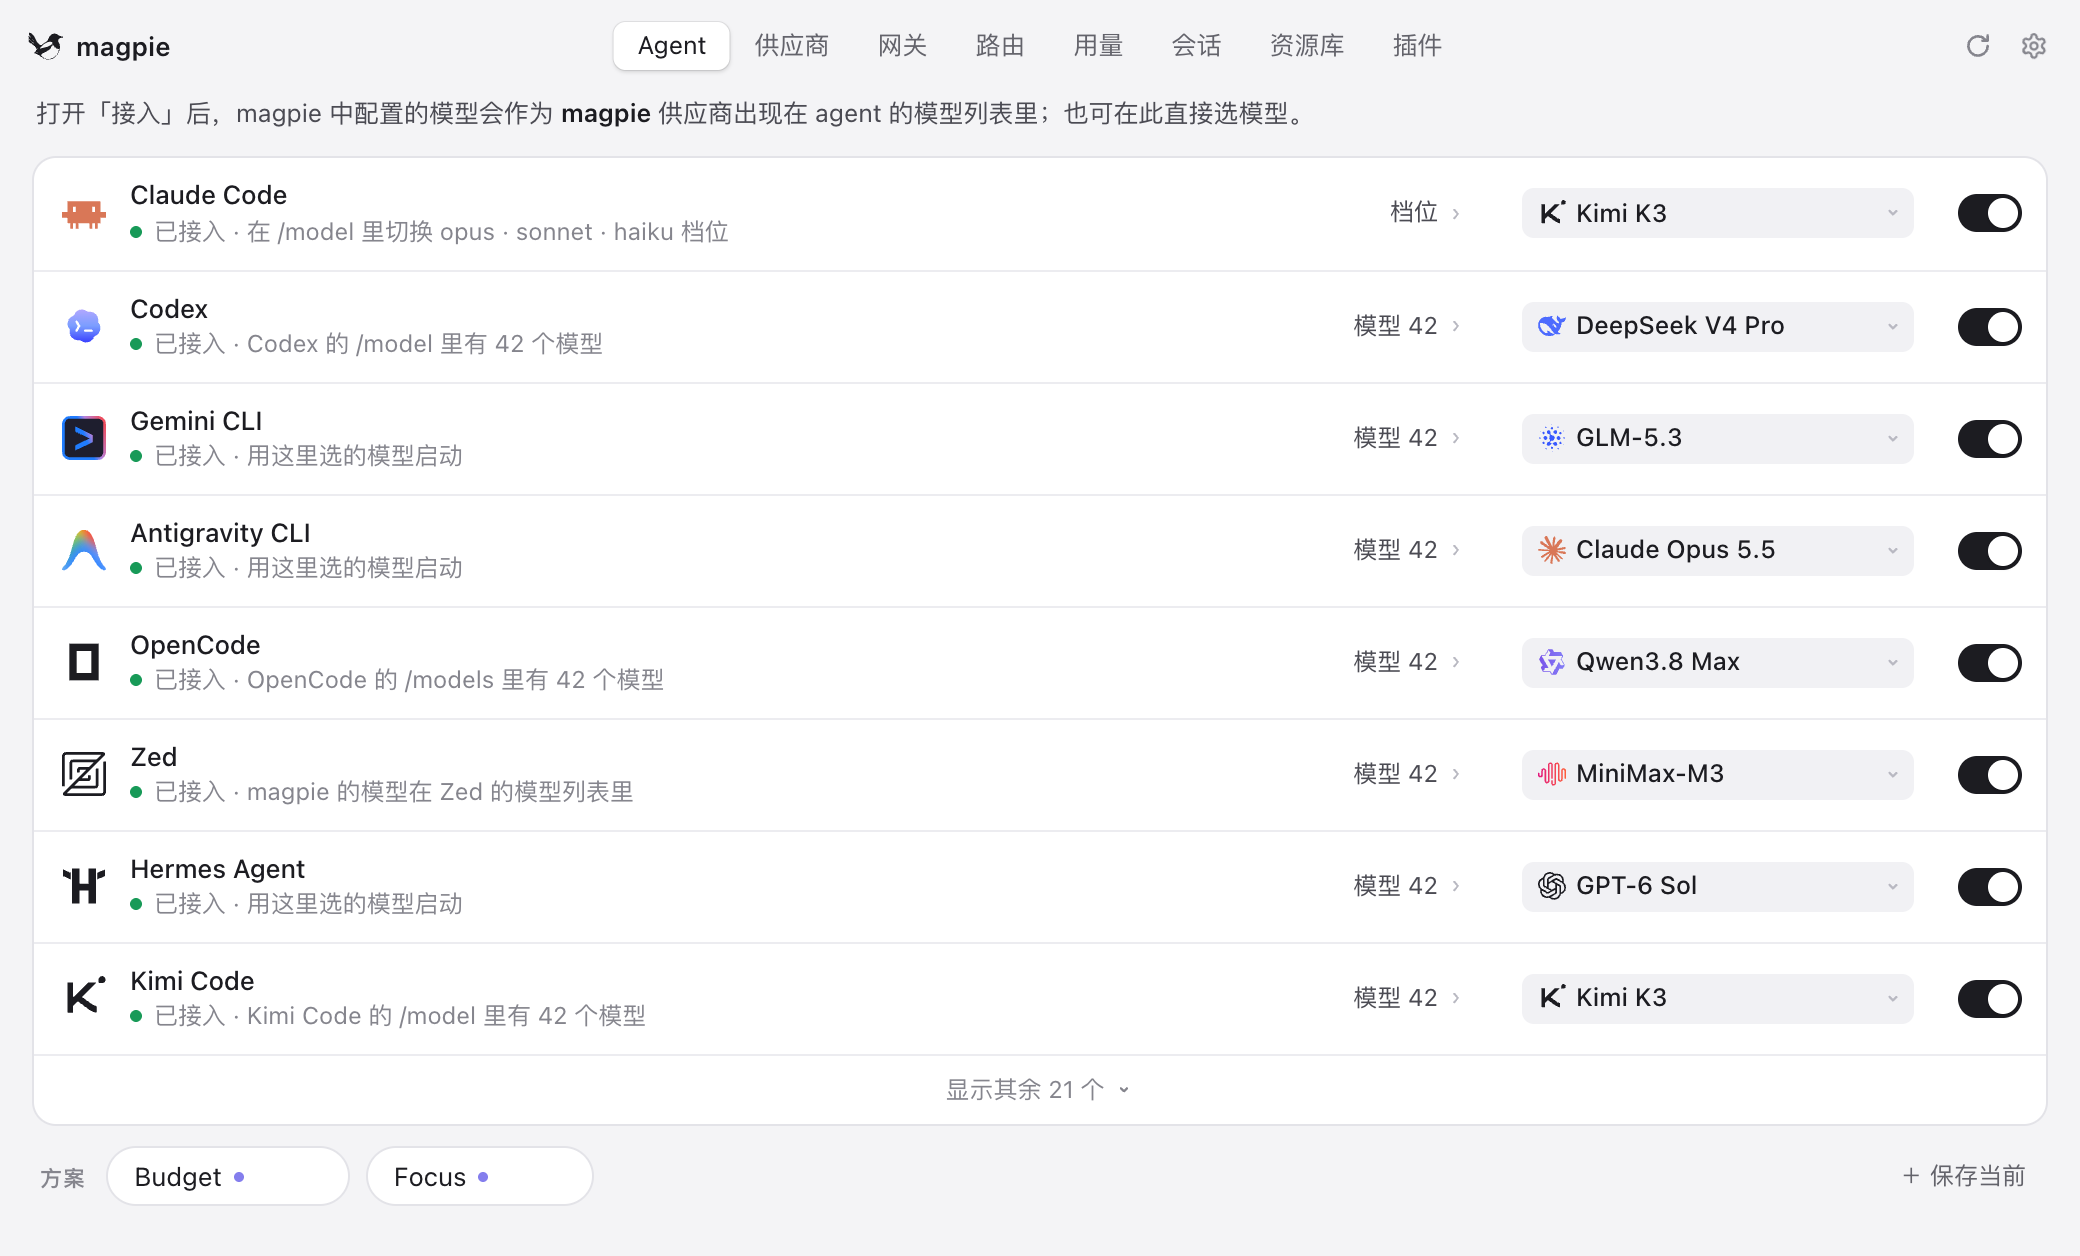 magpie
Agent 供应商 网关 路由 用量 会话 资源库 插件
打开「接入」后，magpie 中配置的模型会作为 magpie 供应商出现在 agent 的模型列表里；也可在此直接选模型。
Claude Code
已接入 · 在 /model 里切换 opus · sonnet · haiku 档位
档位 ›
Kimi K3
Codex
已接入 · Codex 的 /model 里有 42 个模型
模型 42 ›
DeepSeek V4 Pro
Gemini CLI
已接入 · 用这里选的模型启动
模型 42 ›
GLM-5.3
Antigravity CLI
已接入 · 用这里选的模型启动
模型 42 ›
Claude Opus 5.5
OpenCode
已接入 · OpenCode 的 /models 里有 42 个模型
模型 42 ›
Qwen3.8 Max
Zed
已接入 · magpie 的模型在 Zed 的模型列表里
模型 42 ›
MiniMax-M3
Hermes Agent
已接入 · 用这里选的模型启动
模型 42 ›
GPT-6 Sol
Kimi Code
已接入 · Kimi Code 的 /model 里有 42 个模型
模型 42 ›
Kimi K3
显示其余 21 个
方案 Budget Focus
+ 保存当前